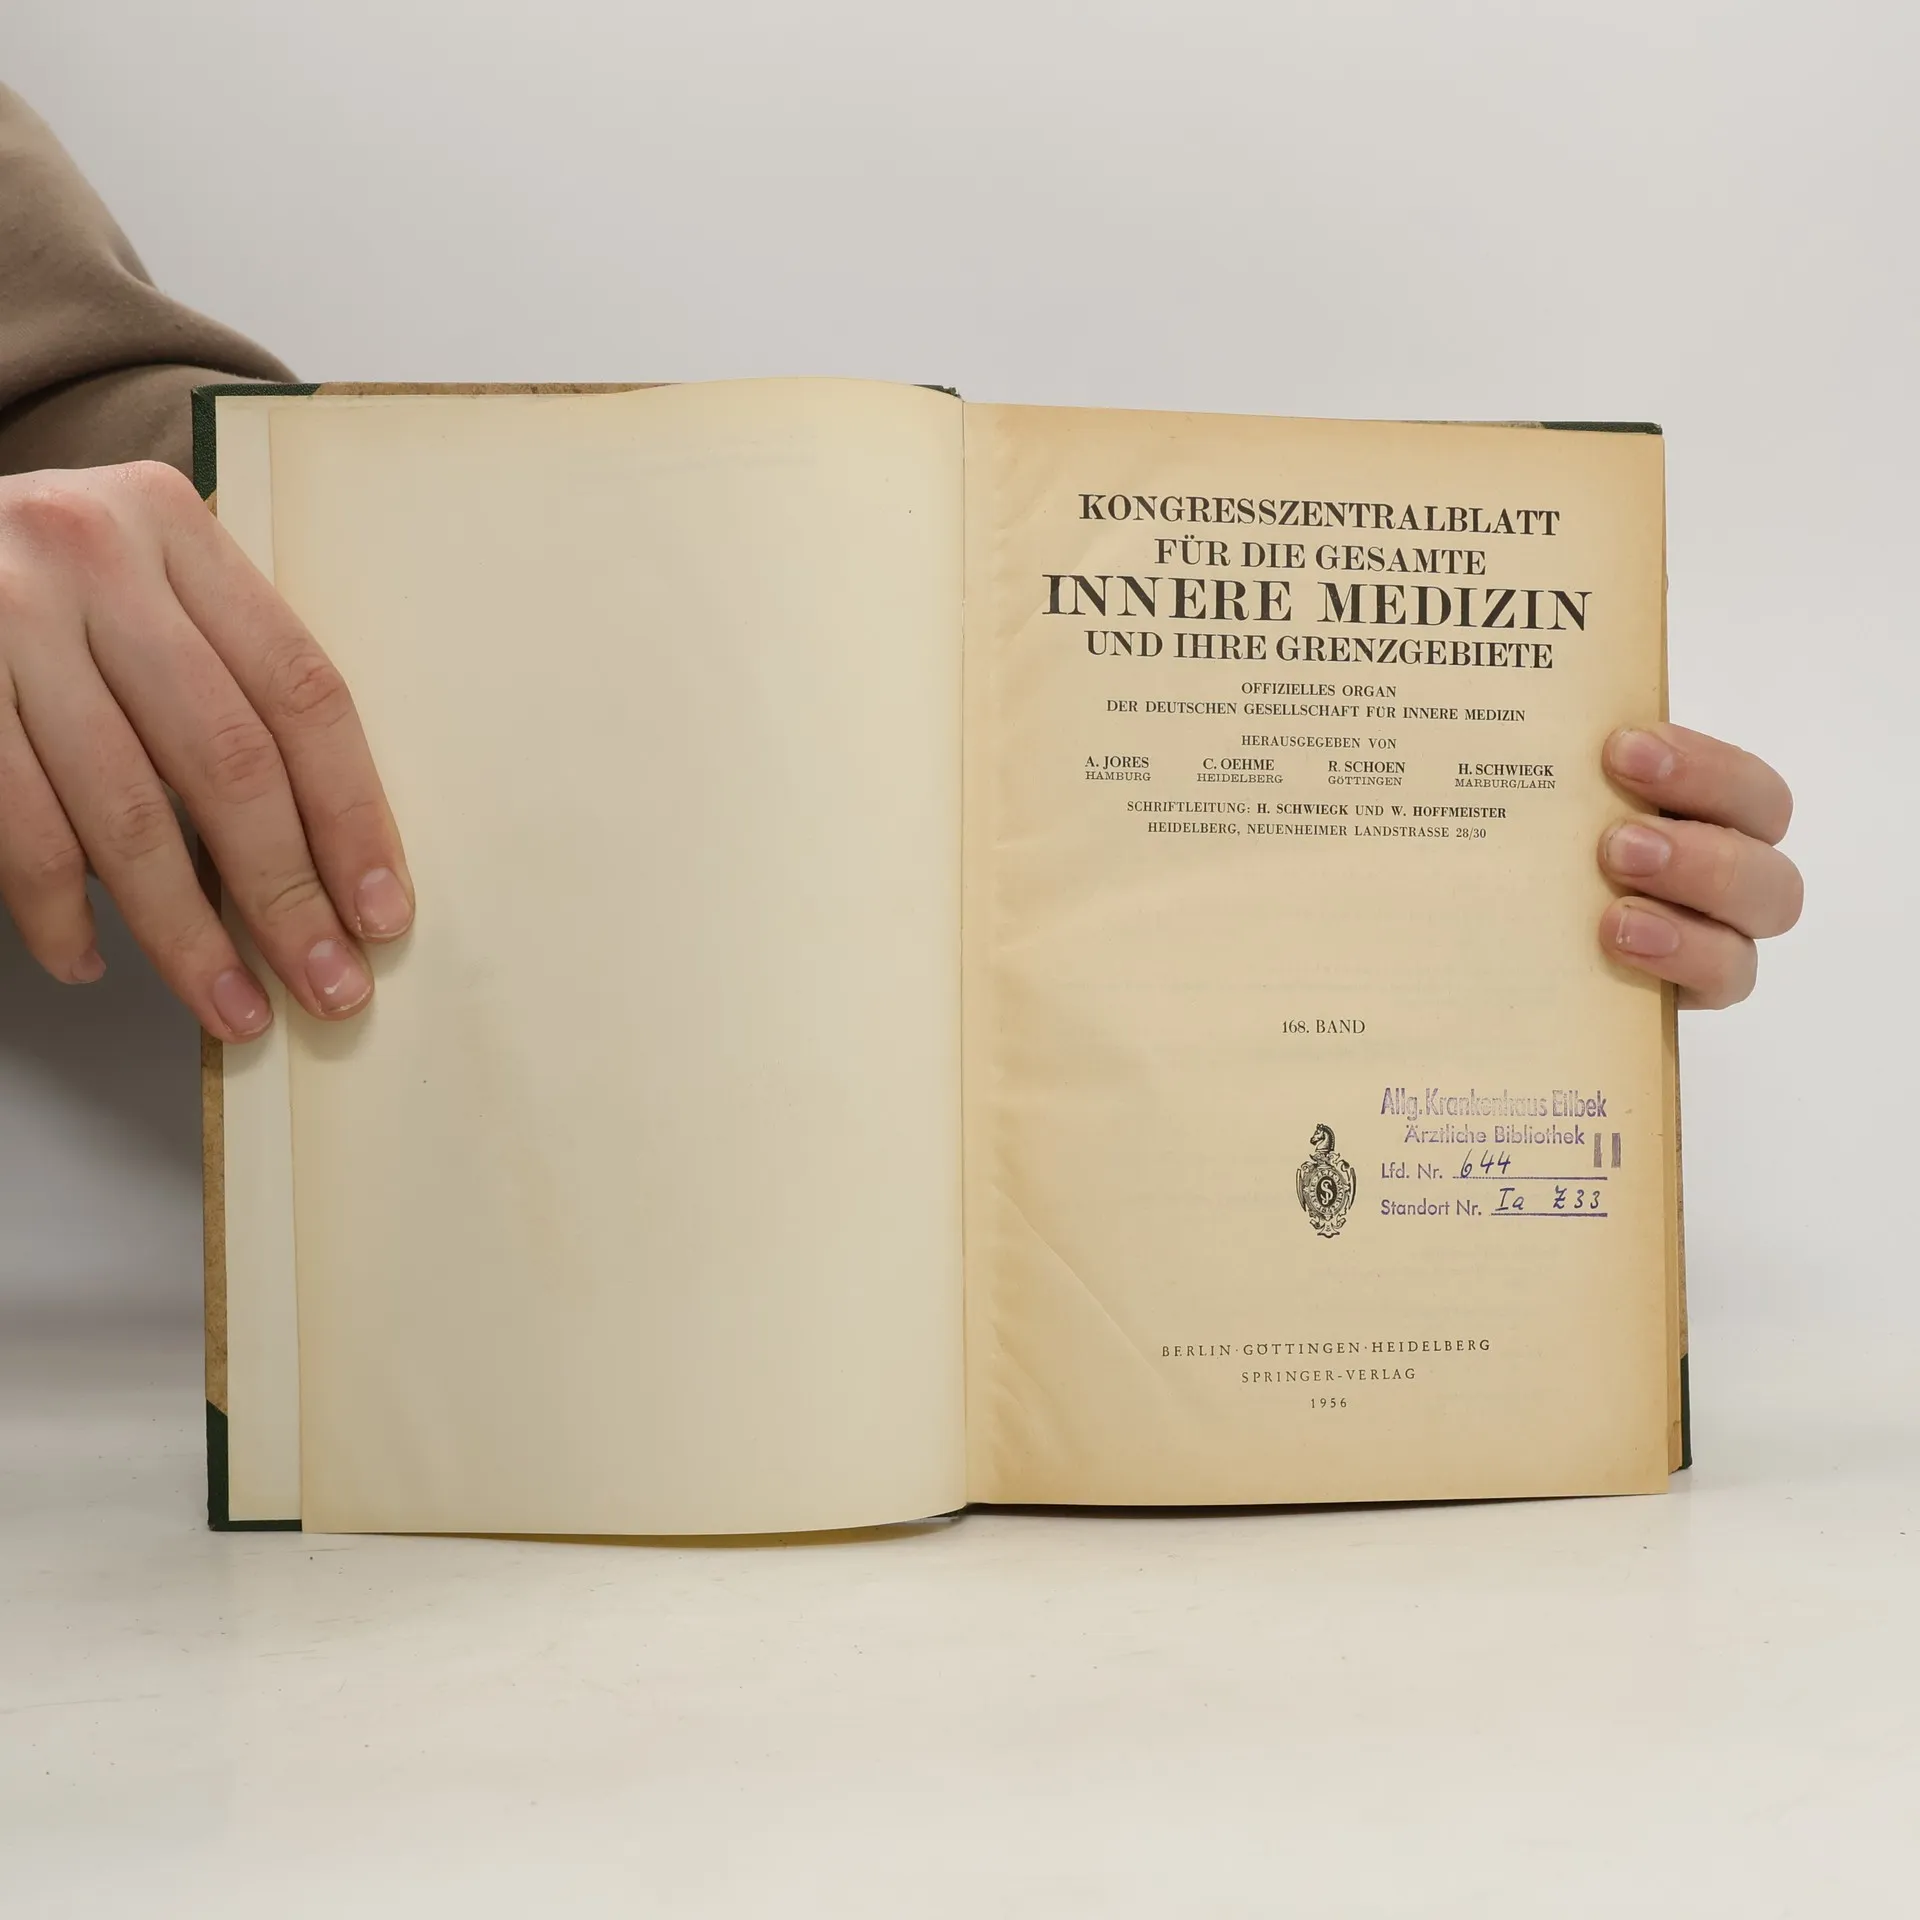 KONGRESSZENTRALBLATT
FÜR DIE GESAMTE
INNERE MEDIZIN
UND IHRE GRENZGEBIETE
OFFIZIELLES ORGAN
DER DEUTSCHEN GESELLSCHAFT FÜR INNERE MEDIZIN
HERAUSGEGEBEN VON
A. JORES C. OEHME R. SCHOEN H. SCHWIEGK
HAMBURG HEIDELBERG GÖTTINGEN MARBURG/LAHN
SCHRIFTLEITUNG: H. SCHWIEGK UND W. HOFFMEISTER
HEIDELBERG, NEUENHEIMER LANDSTRASSE 28/30
168. BAND
Allg. Krankenhaus Eilbek
Ärztliche Bibliothek II
Lfd. Nr. 644
Standort Nr. Ia Z 33
BERLIN · GÖTTINGEN · HEIDELBERG
SPRINGER-VERLAG
1956